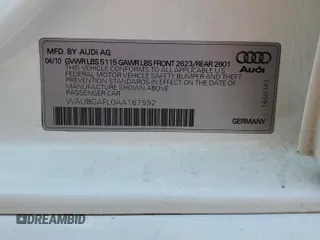 MFD. BY AUDI AG
04/10 GVWR LBS 5115 GAWR LBS FRONT 2623/REAR 2601
THIS VEHICLE CONFORMS TO ALL APPLICABLE U.S.
FEDERAL MOTOR VEHICLE SAFETY BUMPER AND THEFT
PREVENTION STANDARDS IN EFFECT ON THE DATE OF
MANUFACTURE SHOWN ABOVE.
PASSENGER CAR
Audi
GERMANY
DREAMBID